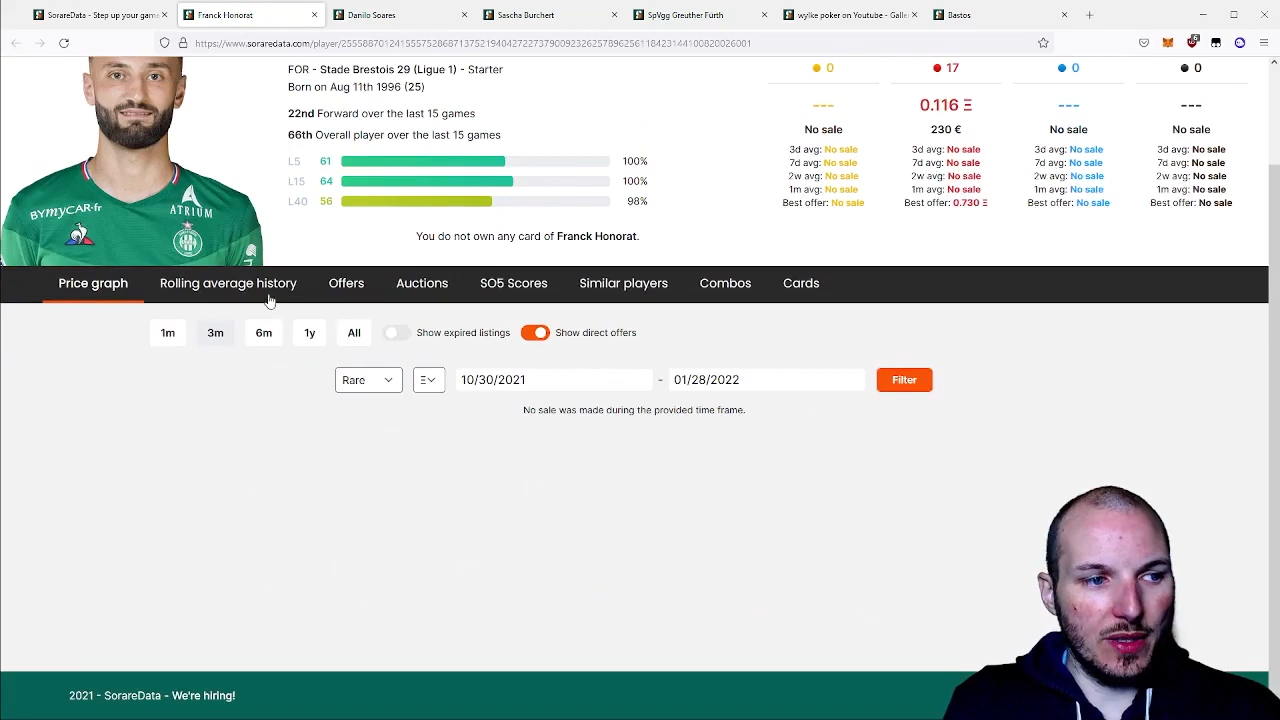 SorareData - Step up your game
Franck Honorat
Danilo Soares
Sascha Burchert
SpVgg Greuther Fürth
wylke poker on Youtube - Galler
Bastos
https://www.soraredata.com/player/25558870124155575268711352194042722737905923262578962561184231441008200260​01
FOR - Stade Brestois 29 (Ligue 1) - Starter
Born on Aug 11th 1996 (25)
22nd Forward over the last 15 games
66th Overall player over the last 15 games
L5 61 100%
L15 64 100%
L40 56 98%
You do not own any card of Franck Honorat.
BYmyCAR.fr
ATRIUM
0 17 0 0
--- 0.116 Ξ --- ---
No sale 230 € No sale No sale
3d avg: No sale 3d avg: No sale 3d avg: No sale 3d avg: No sale
7d avg: No sale 7d avg: No sale 7d avg: No sale 7d avg: No sale
2w avg: No sale 2w avg: No sale 2w avg: No sale 2w avg: No sale
1m avg: No sale 1m avg: No sale 1m avg: No sale 1m avg: No sale
Best offer: No sale Best offer: 0.730 Ξ Best offer: No sale Best offer: No sale
Price graph Rolling average history Offers Auctions SO5 Scores Similar players Combos Cards
1m 3m 6m 1y All Show expired listings Show direct offers
Rare Ξ 10/30/2021 - 01/28/2022 Filter
No sale was made during the provided time frame.
2021 - SorareData - We're hiring!